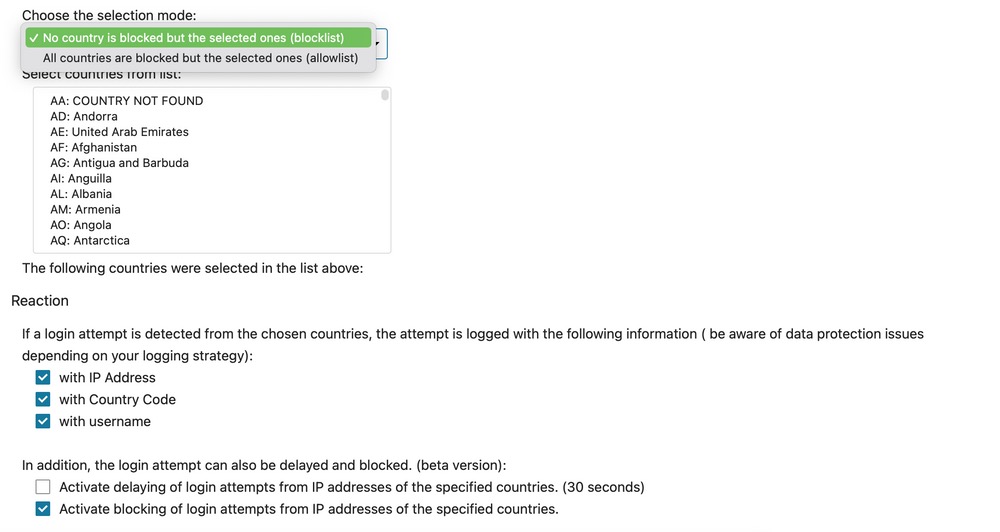 Choose the selection mode:
✓ No country is blocked but the selected ones (blocklist)
All countries are blocked but the selected ones (allowlist)
Select countries from list:
AA: COUNTRY NOT FOUND
AD: Andorra
AE: United Arab Emirates
AF: Afghanistan
AG: Antigua and Barbuda
AI: Anguilla
AL: Albania
AM: Armenia
AO: Angola
AQ: Antarctica
The following countries were selected in the list above:
Reaction
If a login attempt is detected from the chosen countries, the attempt is logged with the following information ( be aware of data protection issues
depending on your logging strategy):
with IP Address
with Country Code
with username
In addition, the login attempt can also be delayed and blocked. (beta version):
Activate delaying of login attempts from IP addresses of the specified countries. (30 seconds)
Activate blocking of login attempts from IP addresses of the specified countries.